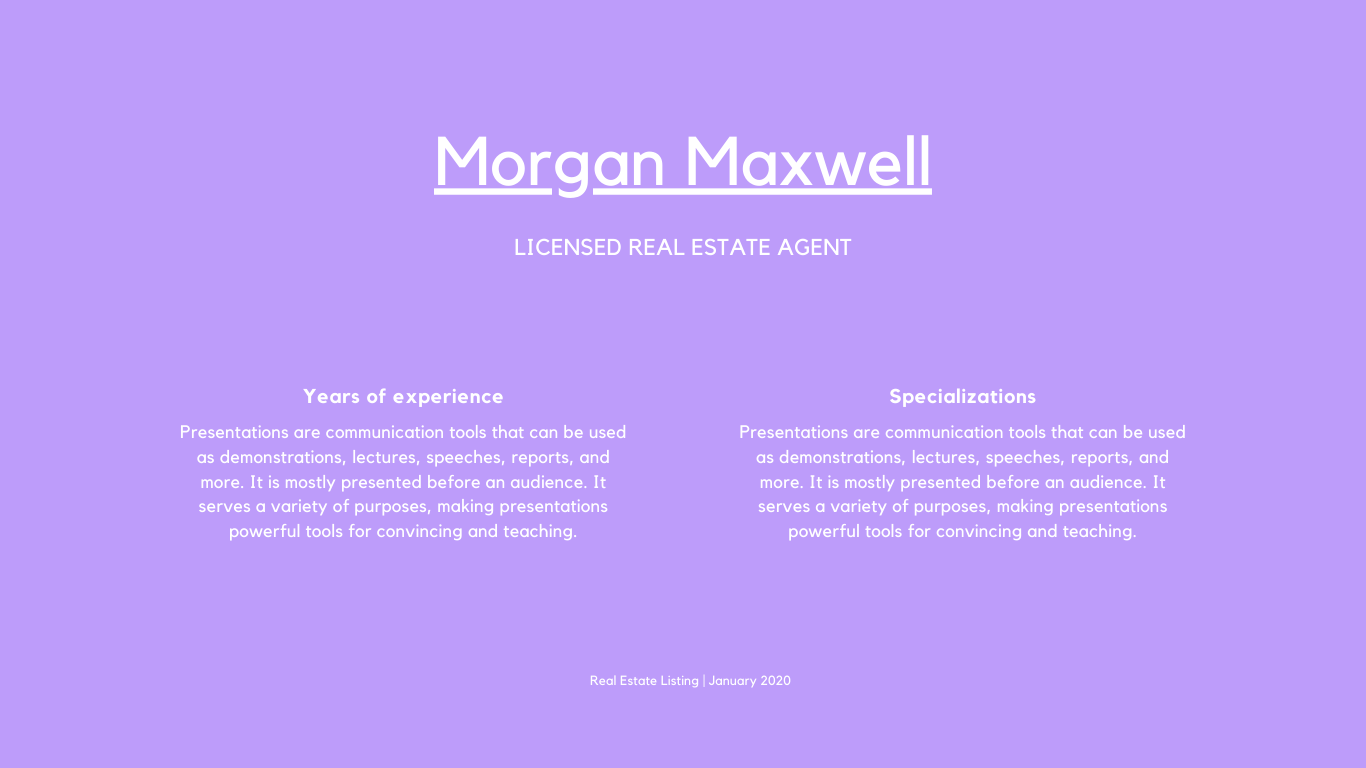 Morgan Maxwell
LICENSED REAL ESTATE AGENT
Years of experience
Presentations are communication tools that can be used
as demonstrations, lectures, speeches, reports, and
more. It is mostly presented before an audience. It
serves a variety of purposes, making presentations
powerful tools for convincing and teaching.
Specializations
Presentations are communication tools that can be used
as demonstrations, lectures, speeches, reports, and
more. It is mostly presented before an audience. It
serves a variety of purposes, making presentations
powerful tools for convincing and teaching.
Real Estate Listing | January 2020